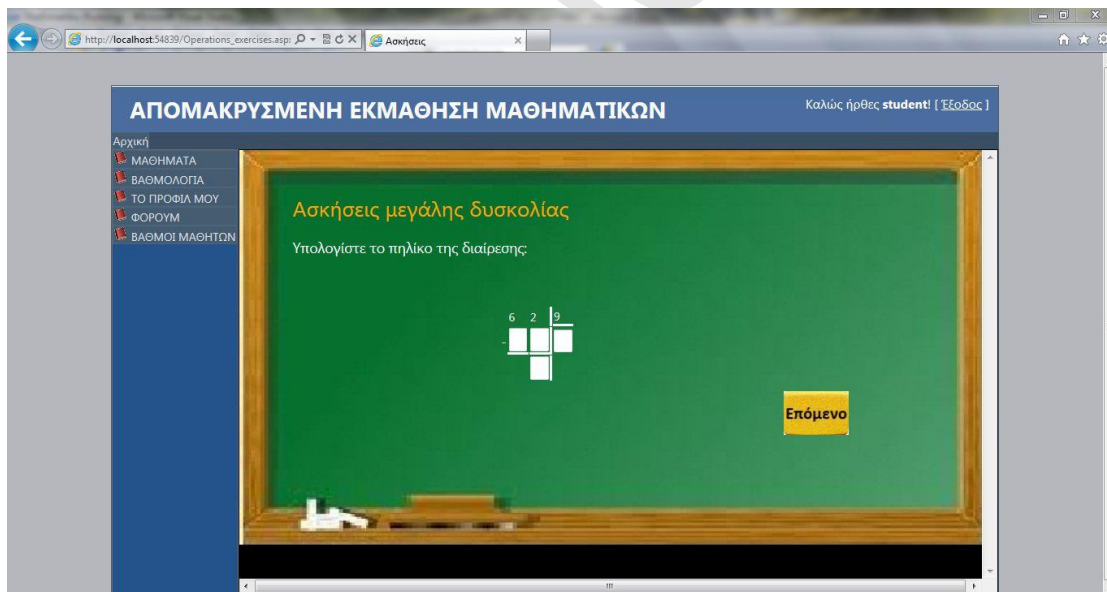 http://localhost:54839/Operations_exercises.asp:
Ασκήσεις
ΑΠΟΜΑΚΡΥΣΜΕΝΗ ΕΚΜΑΘΗΣΗ ΜΑΘΗΜΑΤΙΚΩΝ
Καλώς ήρθες student! [ Έξοδος ]
Αρχική
ΜΑΘΗΜΑΤΑ
ΒΑΘΜΟΛΟΓΙΑ
ΤΟ ΠΡΟΦΙΛ ΜΟΥ
ΦΟΡΟΥΜ
ΒΑΘΜΟΙ ΜΑΘΗΤΩΝ
Ασκήσεις μεγάλης δυσκολίας
Υπολογίστε το πηλίκο της διαίρεσης:
6 2 9
-
Επόμενο